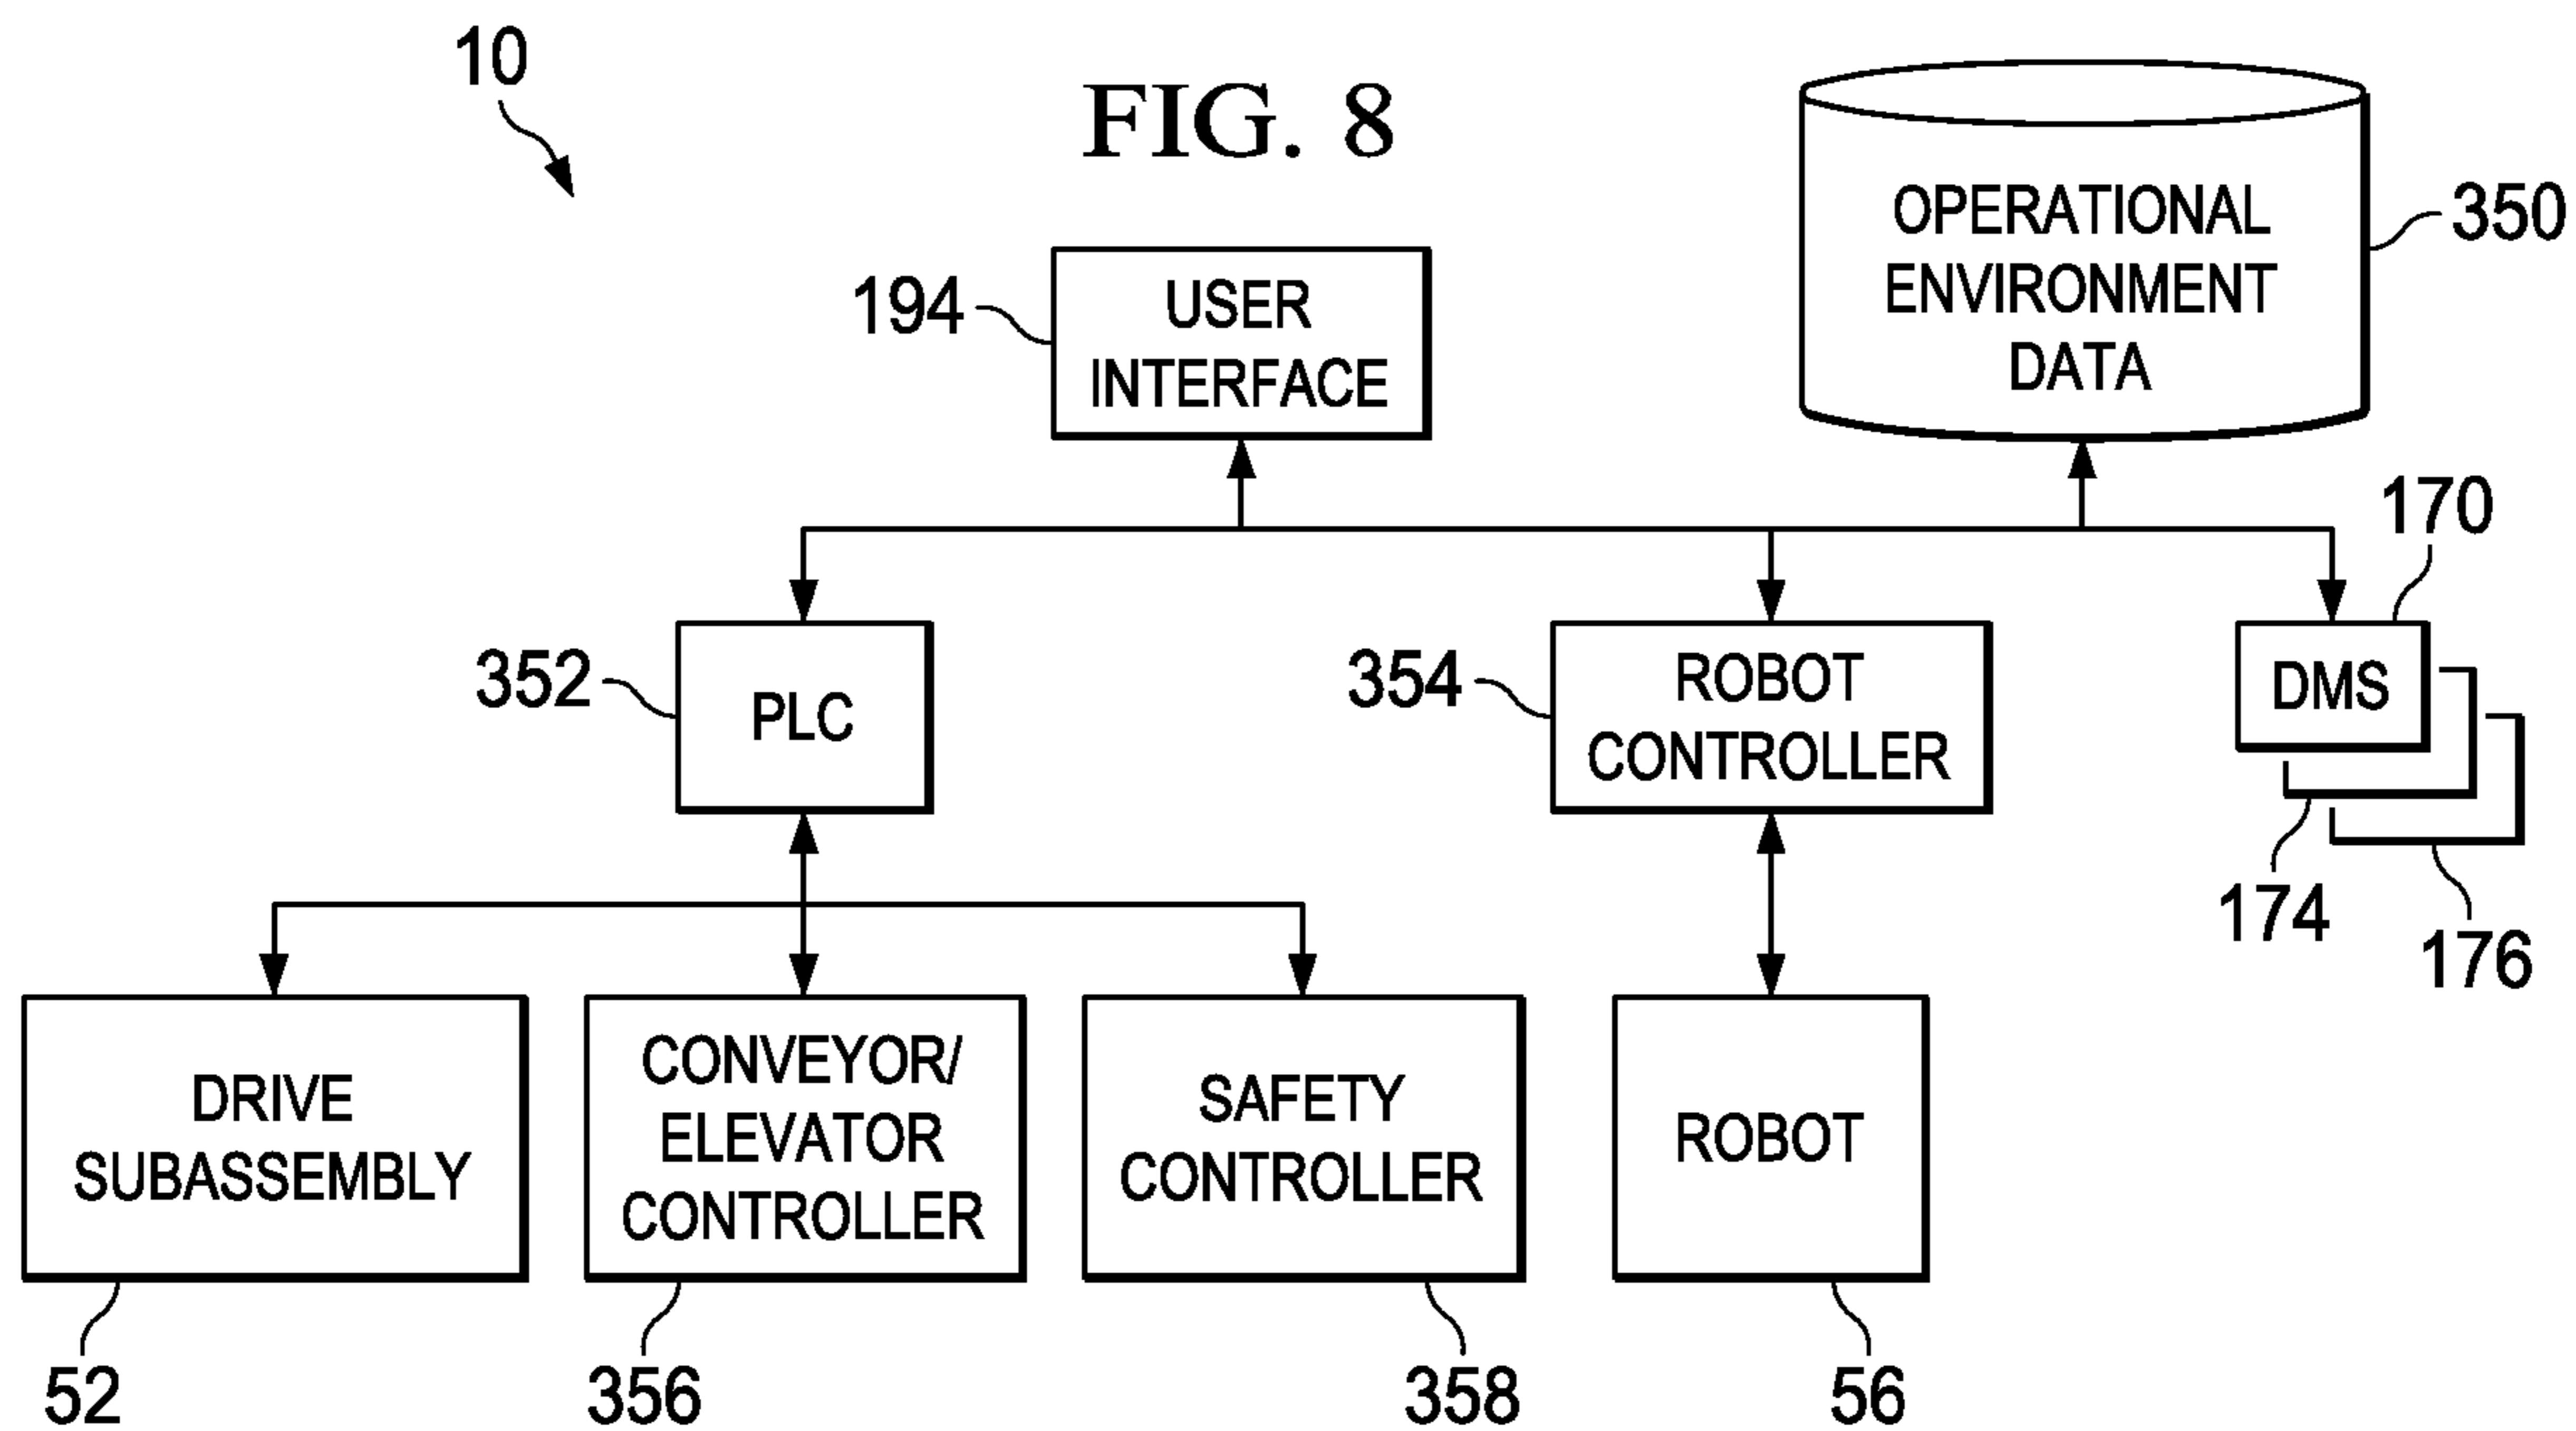 10
FIG. 8
OPERATIONAL
ENVIRONMENT
DATA
350
194
USER
INTERFACE
170
352
PLC
354
ROBOT
CONTROLLER
DMS
174
176
DRIVE
SUBASSEMBLY
CONVEYOR/
ELEVATOR
CONTROLLER
SAFETY
CONTROLLER
ROBOT
52
356
358
56